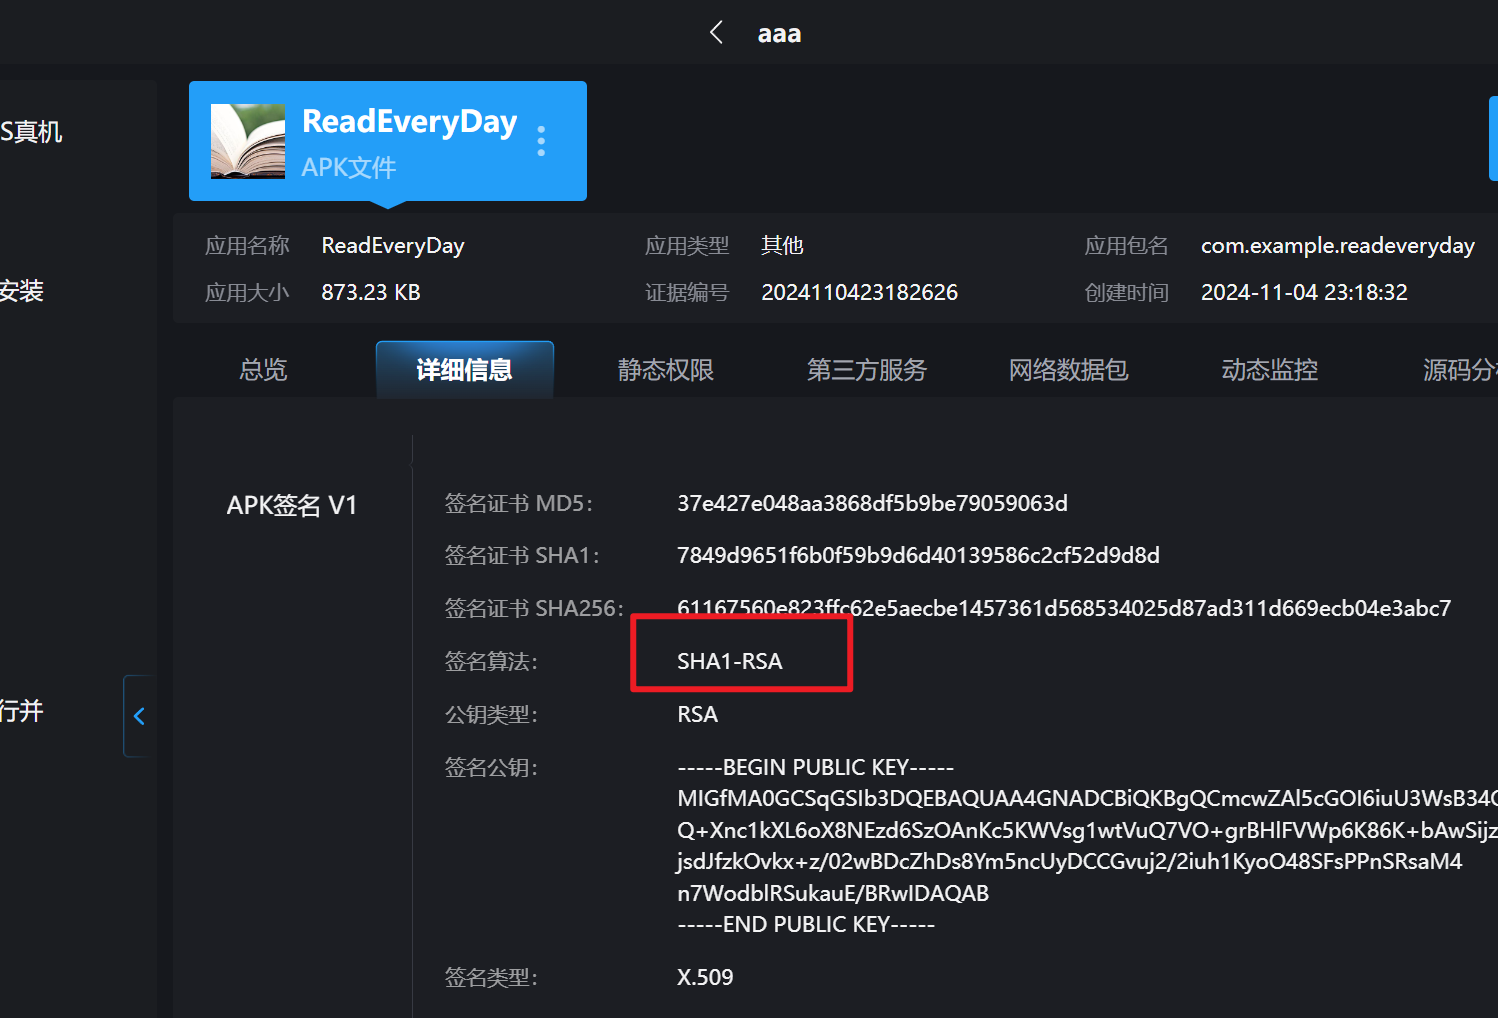 aaa
S真机
安装
行并
ReadEveryDay
APK文件
应用名称 ReadEveryDay 应用类型 其他 应用包名 com.example.readeveryday
应用大小 873.23 KB 证据编号 2024110423182626 创建时间 2024-11-04 23:18:32
总览 详细信息 静态权限 第三方服务 网络数据包 动态监控 源码分
APK签名 V1
签名证书 MD5: 37e427e048aa3868df5b9be79059063d
签名证书 SHA1: 7849d9651f6b0f59b9d6d40139586c2cf52d9d8d
签名证书 SHA256: 61167560e823ffc62e5aecbe1457361d568534025d87ad311d669ecb04e3abc7
签名算法: SHA1-RSA
公钥类型: RSA
签名公钥: -----BEGIN PUBLIC KEY-----
MIGfMA0GCSqGSIb3DQEBAQUAA4GNADCBiQKBgQCmcwZAl5cGOI6iuU3WsB34
Q+Xnc1kXL6oX8NEzd6SzOAnKc5KWVsg1wtVuQ7VO+grBHlFVWp6K86K+bAwSijz
jsdJfzkOvkx+z/02wBDcZhDs8Ym5ncUyDCCGvuj2/2iuh1KyoO48SFsPPnSRsaM4
n7WodblRSukauE/BRwIDAQAB
-----END PUBLIC KEY-----
签名类型: X.509